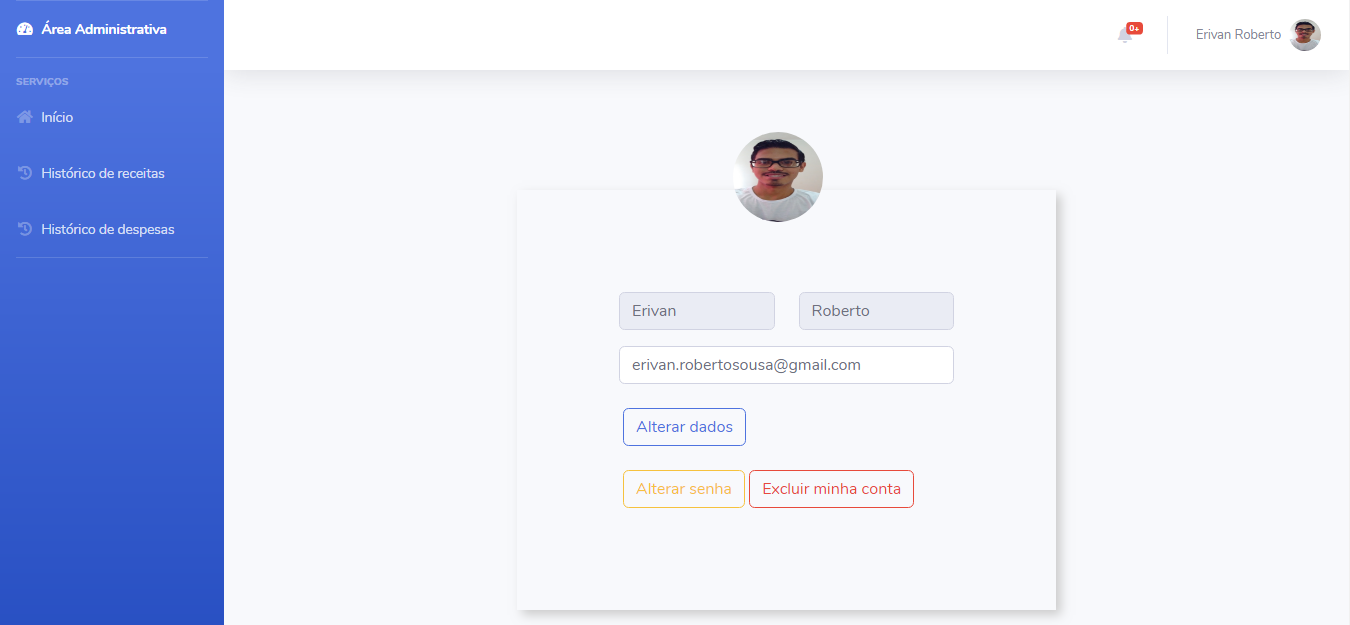 Área Administrativa
SERVIÇOS
Início
Histórico de receitas
Histórico de despesas
0+
Erivan Roberto
Erivan Roberto
erivan.robertosousa@gmail.com
Alterar dados
Alterar senha Excluir minha conta